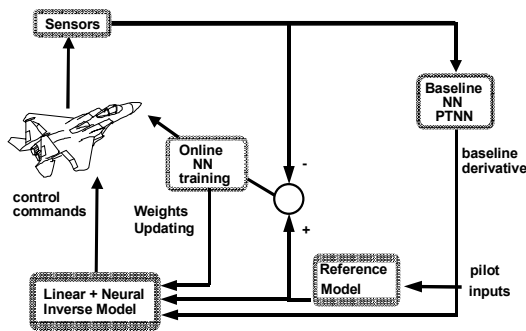 Sensors
Baseline
NN
PTNN
baseline
derivative
-
Online
NN
training
control
commands
Weights
Updating
+
Reference
Model
pilot
inputs
Linear + Neural
Inverse Model